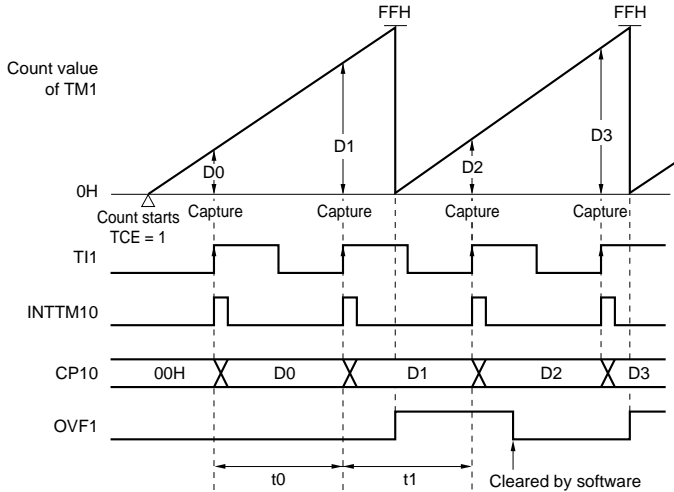 FFH FFH
Count value
of TM1
D0 D1 D2 D3
0H
Count starts
TCE = 1
Capture Capture Capture Capture
TI1
INTTM10
CP10 00H D0 D1 D2 D3
OVF1
t0 t1
Cleared by software